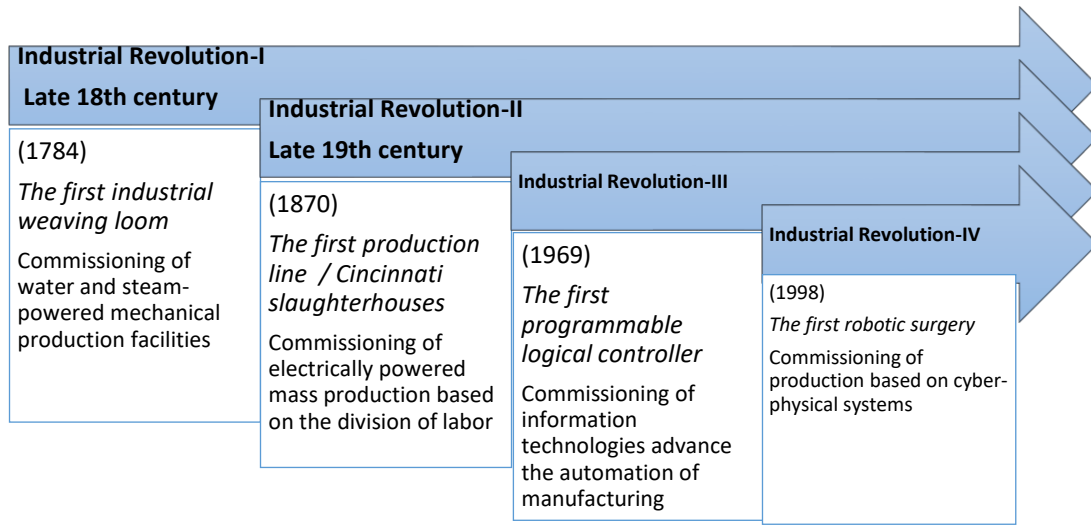 Industrial Revolution-I
Late 18th century
(1784)
The first industrial
weaving loom
Commissioning of
water and steam-
powered mechanical
production facilities
Industrial Revolution-II
Late 19th century
(1870)
The first production
line / Cincinnati
slaughterhouses
Commissioning of
electrically powered
mass production based
on the division of labor
Industrial Revolution-III
(1969)
The first
programmable
logical controller
Commissioning of
information
technologies advance
the automation of
manufacturing
Industrial Revolution-IV
(1998)
The first robotic surgery
Commissioning of
production based on cyber-
physical systems